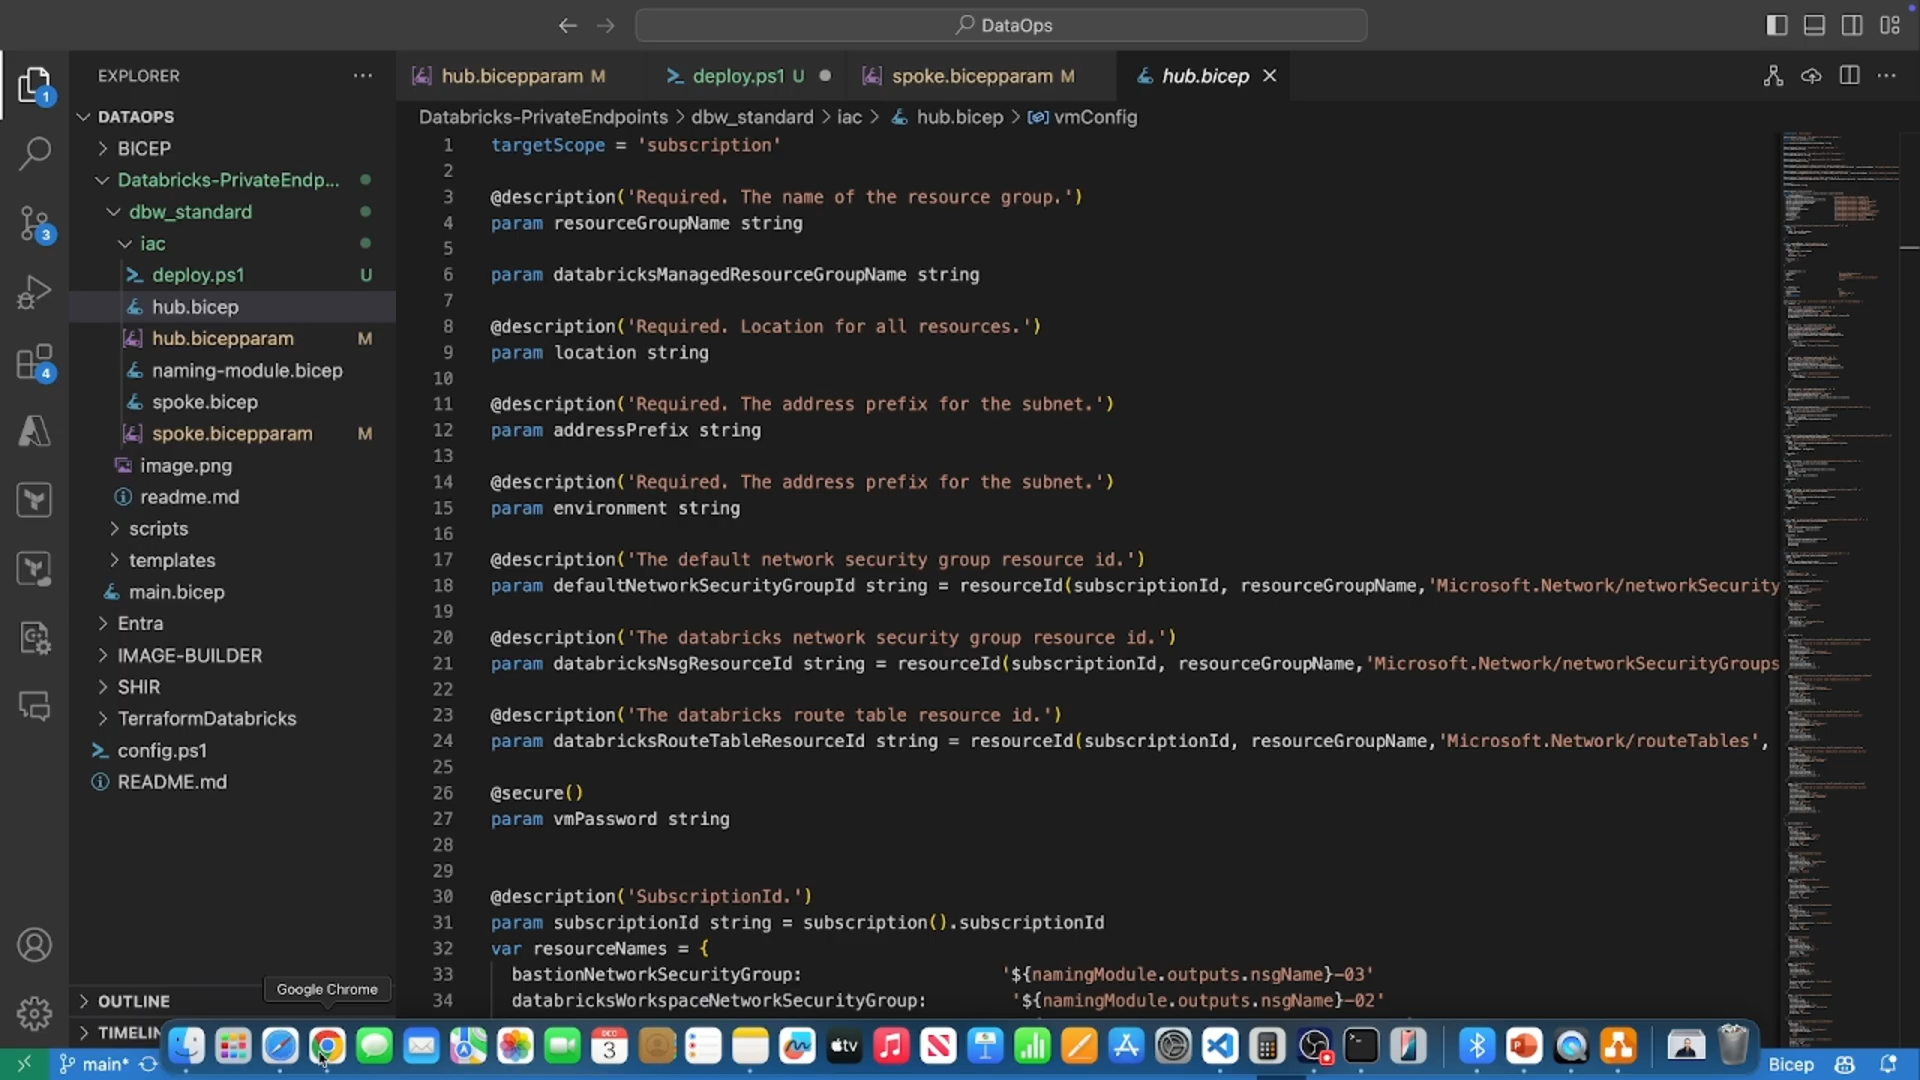 DataOps
EXPLORER
hub.bicepparam M
deploy.ps1 U
spoke.bicepparam M
hub.bicep
Databricks-PrivateEndpoints > dbw_standard > iac > hub.bicep > vmConfig
1
DATAOPS
BICEP
Databricks-PrivateEndp...
dbw_standard
iac
deploy.ps1 U
hub.bicep
hub.bicepparam M
naming-module.bicep
spoke.bicep
spoke.bicepparam M
image.png
readme.md
scripts
templates
main.bicep
Entra
IMAGE-BUILDER
SHIR
TerraformDatabricks
config.ps1
README.md
3
4
OUTLINE
TIMELIN
1 targetScope = 'subscription'
2
3 @description('Required. The name of the resource group.')
4 param resourceGroupName string
5
6 param databricksManagedResourceGroupName string
7
8 @description('Required. Location for all resources.')
9 param location string
10
11 @description('Required. The address prefix for the subnet.')
12 param addressPrefix string
13
14 @description('Required. The address prefix for the subnet.')
15 param environment string
16
17 @description('The default network security group resource id.')
18 param defaultNetworkSecurityGroupId string = resourceId(subscriptionId, resourceGroupName,'Microsoft.Network/networkSecurity
19
20 @description('The databricks network security group resource id.')
21 param databricksNsgResourceId string = resourceId(subscriptionId, resourceGroupName,'Microsoft.Network/networkSecurityGroups
22
23 @description('The databricks route table resource id.')
24 param databricksRouteTableResourceId string = resourceId(subscriptionId, resourceGroupName,'Microsoft.Network/routeTables',
25
26 @secure()
27 param vmPassword string
28
29
30 @description('SubscriptionId.')
31 param subscriptionId string = subscription().subscriptionId
32 var resourceNames = {
33 bastionNetworkSecurityGroup: '${namingModule.outputs.nsgName}-03'
34 databricksWorkspaceNetworkSecurityGroup: '${namingModule.outputs.nsgName}-02'
Google Chrome
DEC
3
tv
main*
Bicep